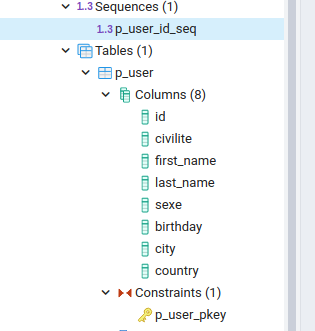 1.3 Sequences (1)
1.3 p_user_id_seq
Tables (1)
p_user
Columns (8)
id
civilite
first_name
last_name
sexe
birthday
city
country
Constraints (1)
p_user_pkey